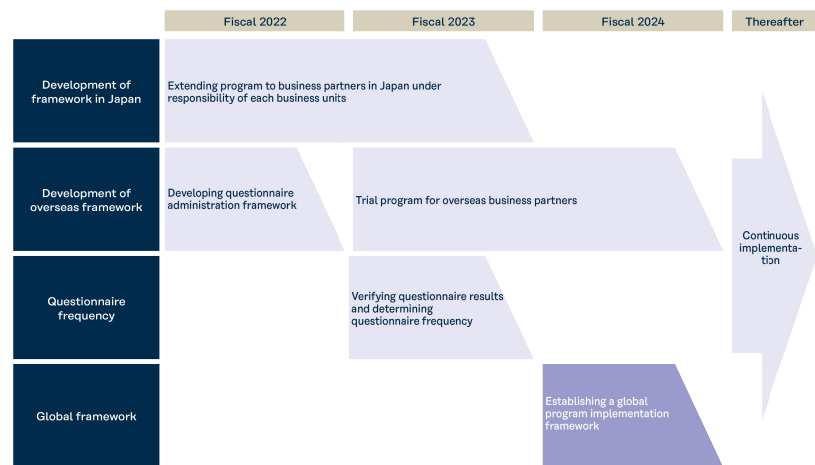 Fiscal 2022
Fiscal 2023
Fiscal 2024
Thereafter
Development of
framework in Japan
Extending program to business partners in Japan under
responsibility of each business units
Development of
overseas framework
Developing questionnaire
administration framework
Trial program for overseas business partners
Continuous
implementa-
tion
Questionnaire
frequency
Verifying questionnaire results
and determining
questionnaire frequency
Global framework
Establishing a global
program implementation
framework